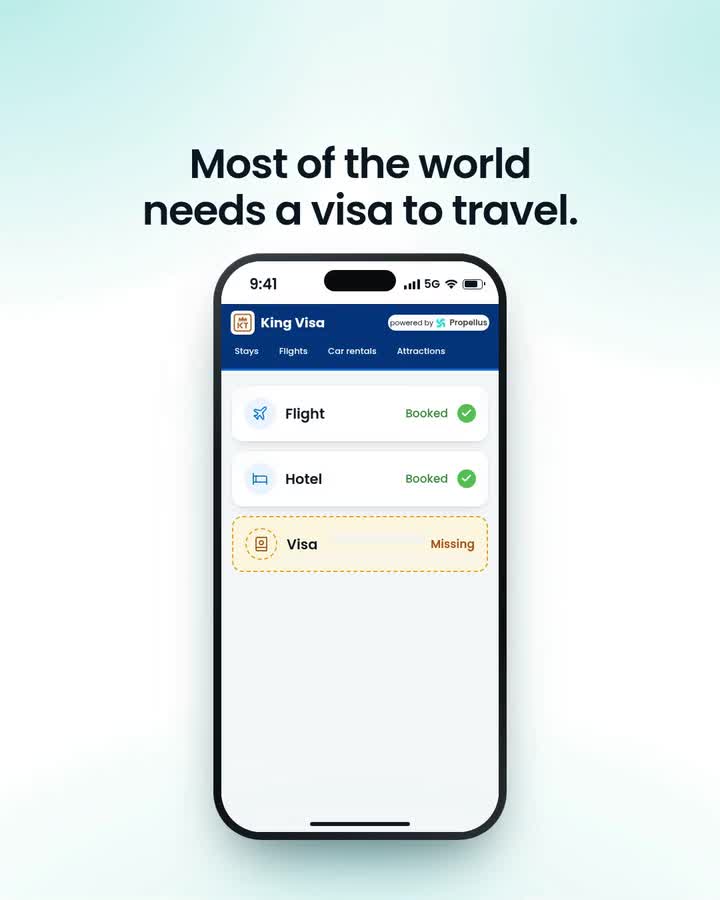 Most of the world
needs a visa to travel.
9:41 5G
KT King Visa powered by Propellus
Stays Flights Car rentals Attractions
Flight Booked
Hotel Booked
Visa Missing